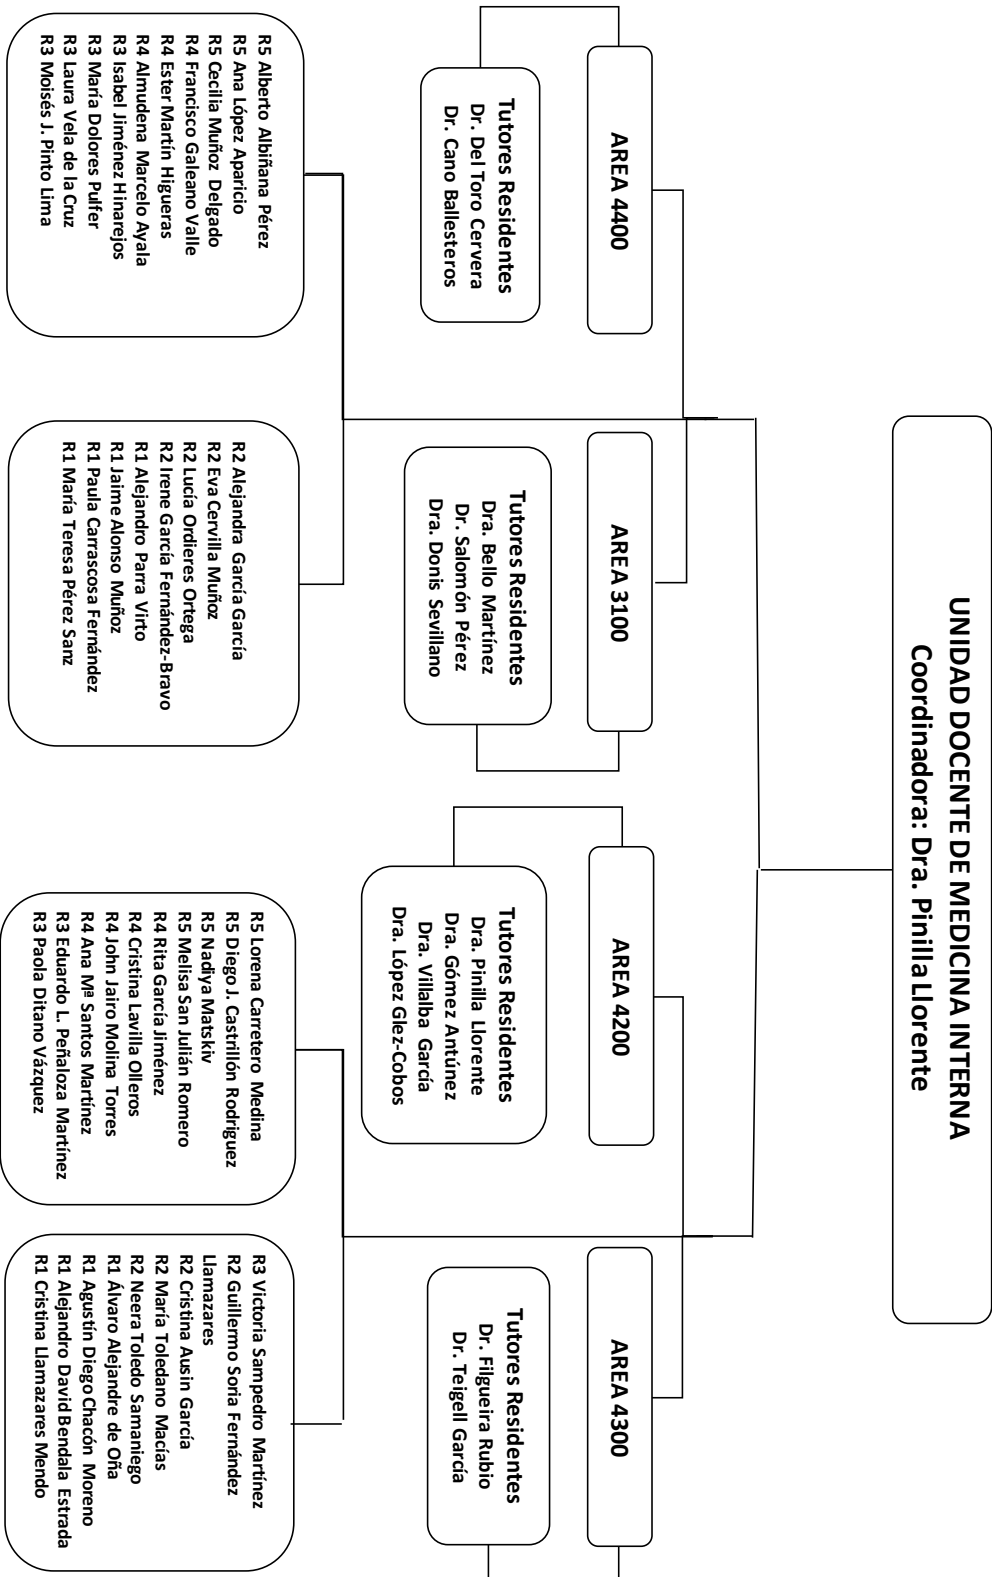 UNIDAD DOCENTE DE MEDICINA INTERNA
Coordinadora: Dra. Pinilla Llorente
AREA 4400
Tutores Residentes
Dr. Del Toro Cervera
Dr. Cano Ballesteros
AREA 3100
Tutores Residentes
Dra. Bello Martínez
Dr. Salomón Pérez
Dra. Donis Sevillano
AREA 4200
Tutores Residentes
Dra. Pinilla Llorente
Dra. Gómez Antúnez
Dra. Villalba García
Dra. López Glez-Cobos
AREA 4300
Tutores Residentes
Dr. Filgueira Rubio
Dr. Teigell García
R5 Alberto Albiñana Pérez
R5 Ana López Aparicio
R5 Cecilia Muñoz Delgado
R4 Francisco Galeano Valle
R4 Ester Martín Higueras
R4 Almudena Marcelo Ayala
R3 Isabel Jiménez Hinarejos
R3 María Dolores Pulfer
R3 Laura Vela de la Cruz
R3 Moisés J. Pinto Lima
R2 Alejandra García García
R2 Eva Cervilla Muñoz
R2 Lucía Ordieres Ortega
R2 Irene García Fernández-Bravo
R1 Alejandro Parra Virto
R1 Jaime Alonso Muñoz
R1 Paula Carrascosa Fernández
R1 María Teresa Pérez Sanz
R5 Lorena Carretero Medina
R5 Diego J. Castrillón Rodriguez
R5 Nadiya Matskiv
R5 Melisa San Julián Romero
R4 Rita García Jiménez
R4 Cristina Lavilla Olleros
R4 John Jairo Molina Torres
R4 Ana Mª Santos Martínez
R3 Eduardo L. Peñaloza Martínez
R3 Paola Ditano Vázquez
R3 Victoria Sampedro Martínez
R2 Guillermo Soria Fernández
Llamazares
R2 Cristina Ausin García
R2 María Toledano Macías
R2 Neera Toledo Samaniego
R1 Álvaro Alejandre de Oña
R1 Agustín Diego Chacón Moreno
R1 Alejandro David Bendala Estrada
R1 Cristina Llamazares Mendo